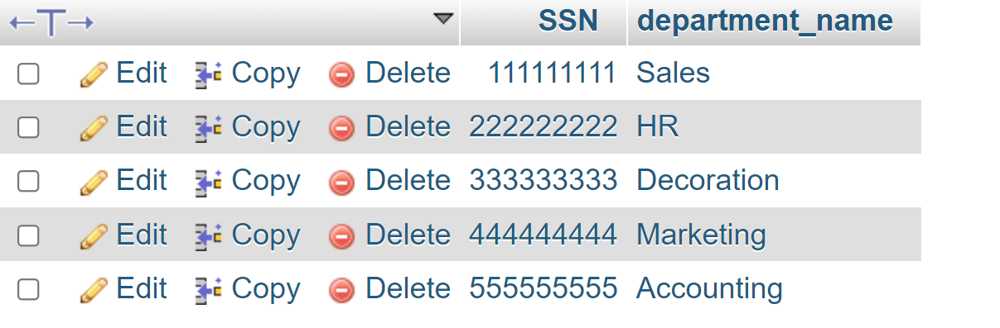 ←T→ SSN department_name
Edit Copy Delete 111111111 Sales
Edit Copy Delete 222222222 HR
Edit Copy Delete 333333333 Decoration
Edit Copy Delete 444444444 Marketing
Edit Copy Delete 555555555 Accounting